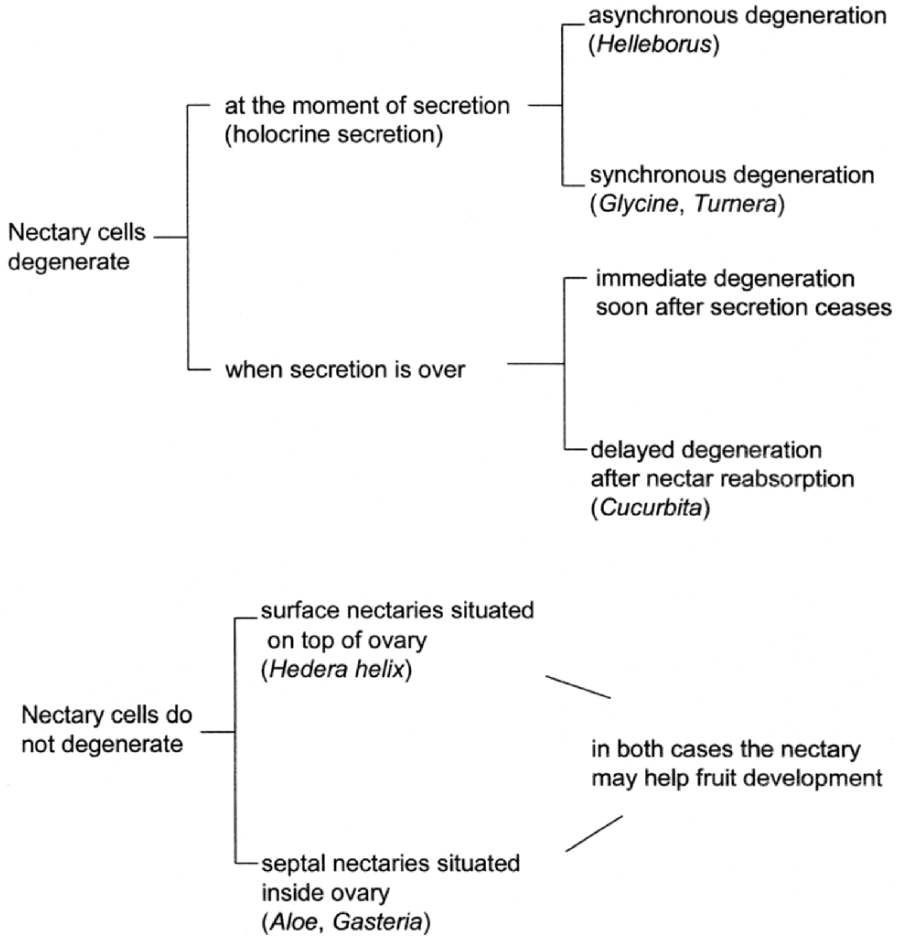 asynchronous degeneration
(Helleborus)
at the moment of secretion
(holocrine secretion)
synchronous degeneration
(Glycine, Turnera)
Nectary cells
degenerate
immediate degeneration
soon after secretion ceases
when secretion is over
delayed degeneration
after nectar reabsorption
(Cucurbita)
surface nectaries situated
on top of ovary
(Hedera helix)
Nectary cells do
not degenerate
in both cases the nectary
may help fruit development
septal nectaries situated
inside ovary
(Aloe, Gasteria)